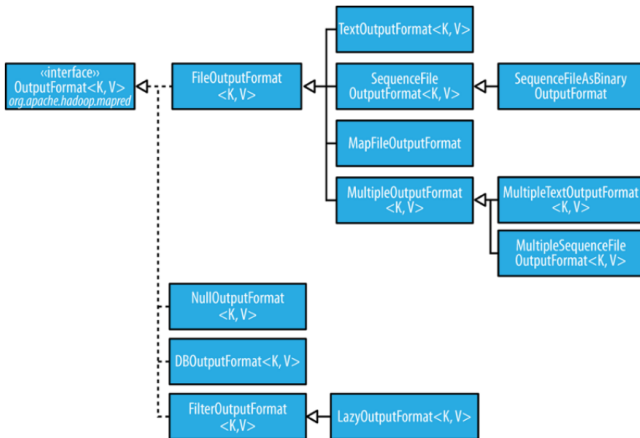 TextOutputFormat<K, V>
«interface»
OutputFormat<K, V>
org.apache.hadoop.mapred
FileOutputFormat
<K, V>
SequenceFile
OutputFormat<K, V>
SequenceFileAsBinary
OutputFormat
MapFileOutputFormat
MultipleOutputFormat
<K, V>
MultipleTextOutputFormat
<K, V>
MultipleSequenceFile
OutputFormat<K, V>
NullOutputFormat
<K, V>
DBOutputFormat<K, V>
FilterOutputFormat
<K,V>
LazyOutputFormat<K, V>